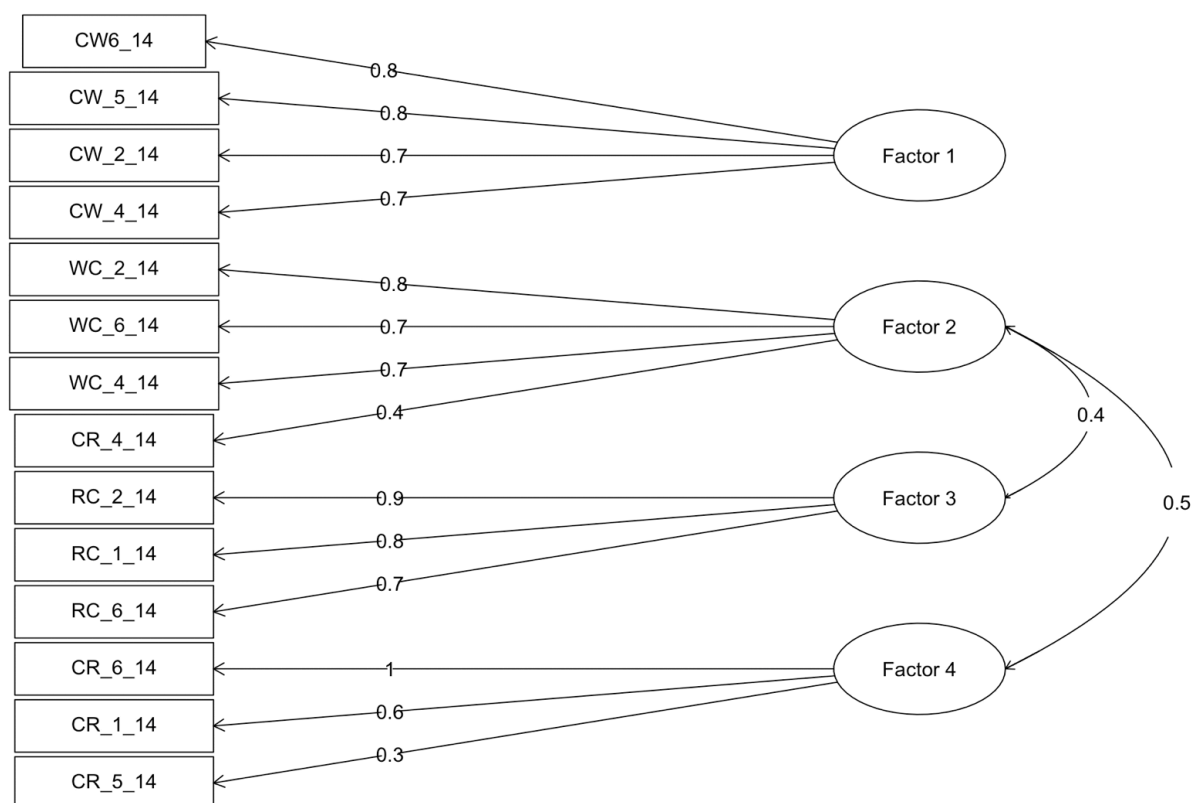 CW6_14
0.8
CW_5_14
0.8
CW_2_14
0.7
Factor 1
CW_4_14
0.7
WC_2_14
0.8
WC_6_14
0.7
Factor 2
WC_4_14
0.7
CR_4_14
0.4
0.4
RC_2_14
0.9
Factor 3
0.5
RC_1_14
0.8
RC_6_14
0.7
CR_6_14
1
Factor 4
CR_1_14
0.6
CR_5_14
0.3